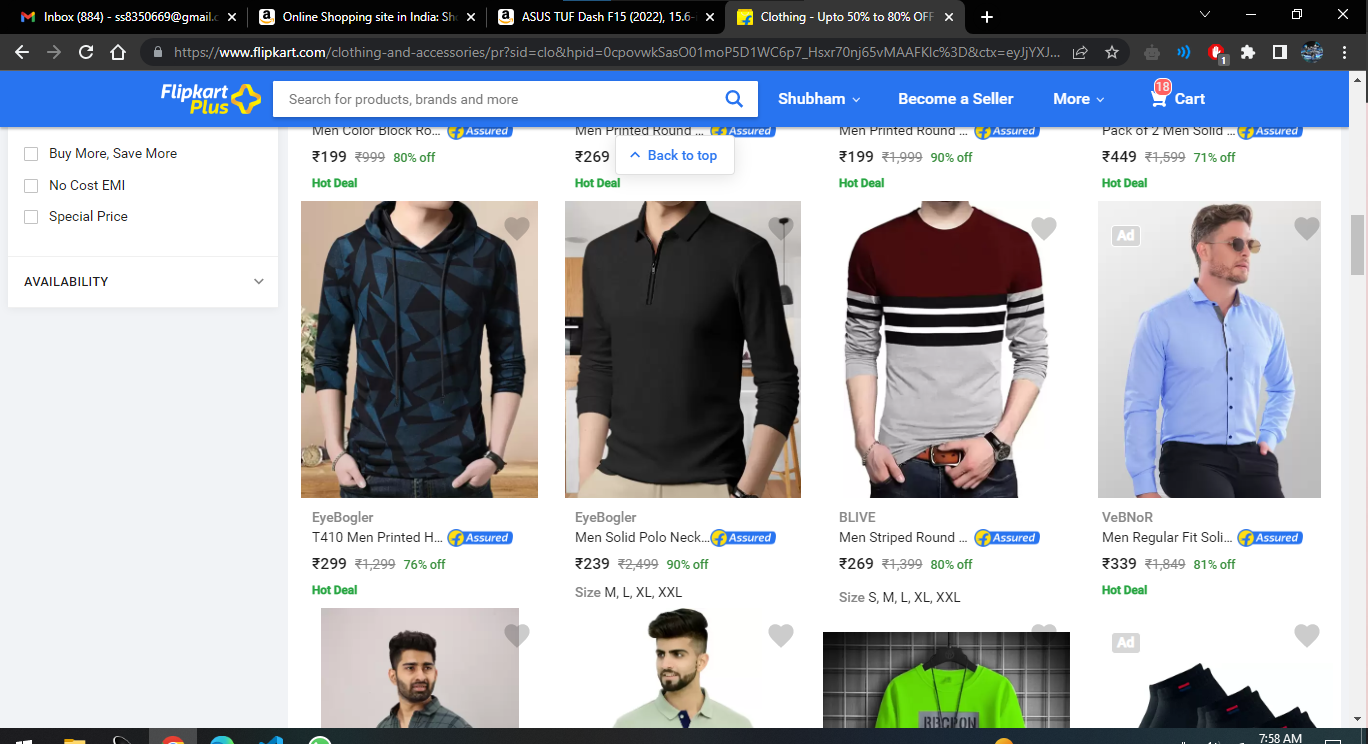 Inbox (884) - ss8350669@gmail.c
Online Shopping site in India: Sh
ASUS TUF Dash F15 (2022), 15.6-i
Clothing - Upto 50% to 80% OFF
https://www.flipkart.com/clothing-and-accessories/pr?sid=clo&hpid=0cpovwkSasO01moP5D1WC6p7_Hsxr70nj65vMAAFKlc%3D&ctx=eyJjYXJ...
1
Flipkart
Plus
Search for products, brands and more
Shubham
Become a Seller
More
18
Cart
Buy More, Save More
No Cost EMI
Special Price
AVAILABILITY
Back to top
Men Color Block Ro... Assured
₹199 ₹999 80% off
Hot Deal
Men Printed Round ... Assured
₹269
Hot Deal
Men Printed Round ... Assured
₹199 ₹1,999 90% off
Hot Deal
Pack of 2 Men Solid ... Assured
₹449 ₹1,599 71% off
Hot Deal
Ad
EyeBogler
T410 Men Printed H... Assured
₹299 ₹1,299 76% off
Hot Deal
EyeBogler
Men Solid Polo Neck... Assured
₹239 ₹2,499 90% off
Size M, L, XL, XXL
BLIVE
Men Striped Round ... Assured
₹269 ₹1,399 80% off
Size S, M, L, XL, XXL
VeBNoR
Men Regular Fit Soli... Assured
₹339 ₹1,849 81% off
Hot Deal
Ad
7:58 AM